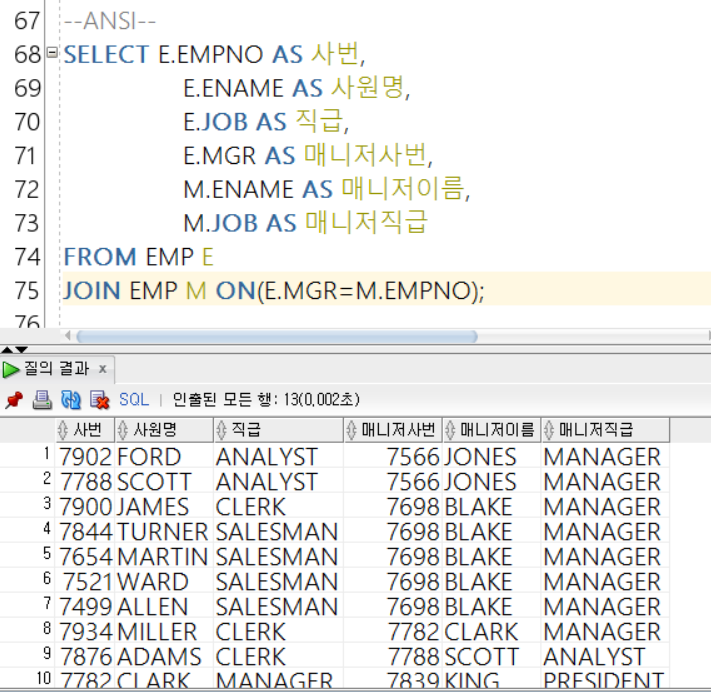 67 --ANSI--
68 SELECT E.EMPNO AS 사번,
69 E.ENAME AS 사원명,
70 E.JOB AS 직급,
71 E.MGR AS 매니저사번,
72 M.ENAME AS 매니저이름,
73 M.JOB AS 매니저직급
74 FROM EMP E
75 JOIN EMP M ON(E.MGR=M.EMPNO);
76
질의 결과 x
SQL | 인출된 모든 행: 13(0,002초)
사번 사원명 직급 매니저사번 매니저이름 매니저직급
1 7902 FORD ANALYST 7566 JONES MANAGER
2 7788 SCOTT ANALYST 7566 JONES MANAGER
3 7900 JAMES CLERK 7698 BLAKE MANAGER
4 7844 TURNER SALESMAN 7698 BLAKE MANAGER
5 7654 MARTIN SALESMAN 7698 BLAKE MANAGER
6 7521 WARD SALESMAN 7698 BLAKE MANAGER
7 7499 ALLEN SALESMAN 7698 BLAKE MANAGER
8 7934 MILLER CLERK 7782 CLARK MANAGER
9 7876 ADAMS CLERK 7788 SCOTT ANALYST
10 7782 CLARK MANAGER 7839 KING PRESIDENT